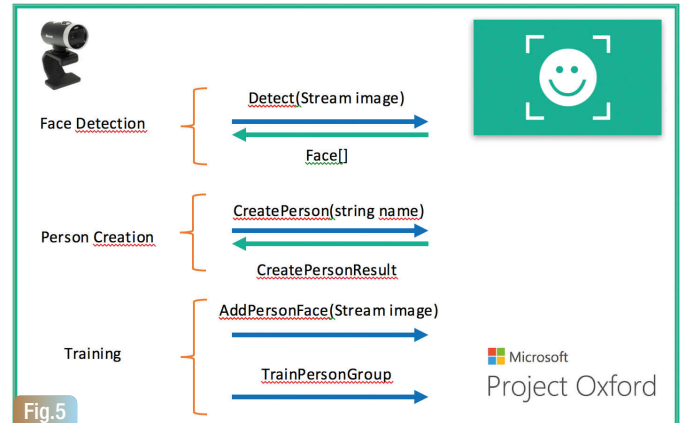 Face Detection
Detect(Stream image)
Face[]
Person Creation
CreatePerson(string name)
CreatePersonResult
Training
AddPersonFace(Stream image)
TrainPersonGroup
Microsoft
Project Oxford
Fig.5